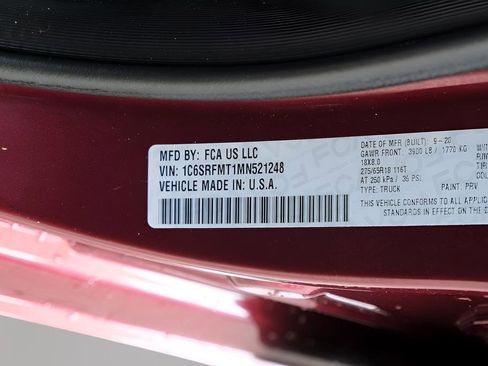 MFD BY: FCA US LLC
VIN: 1C6SRFMT1MN521248
VEHICLE MADE IN U.S.A.
DATE OF MFR (BUILT): 9-20
GAWR FRONT: 3900 LB / 1770 KG
18X8.0
275/65R18 116T
AT 250 kPa / 36 PSI
TYPE: TRUCK
PAINT: PRV
THIS VEHICLE CONFORMS TO ALL
STANDARDS IN EFFECT ON